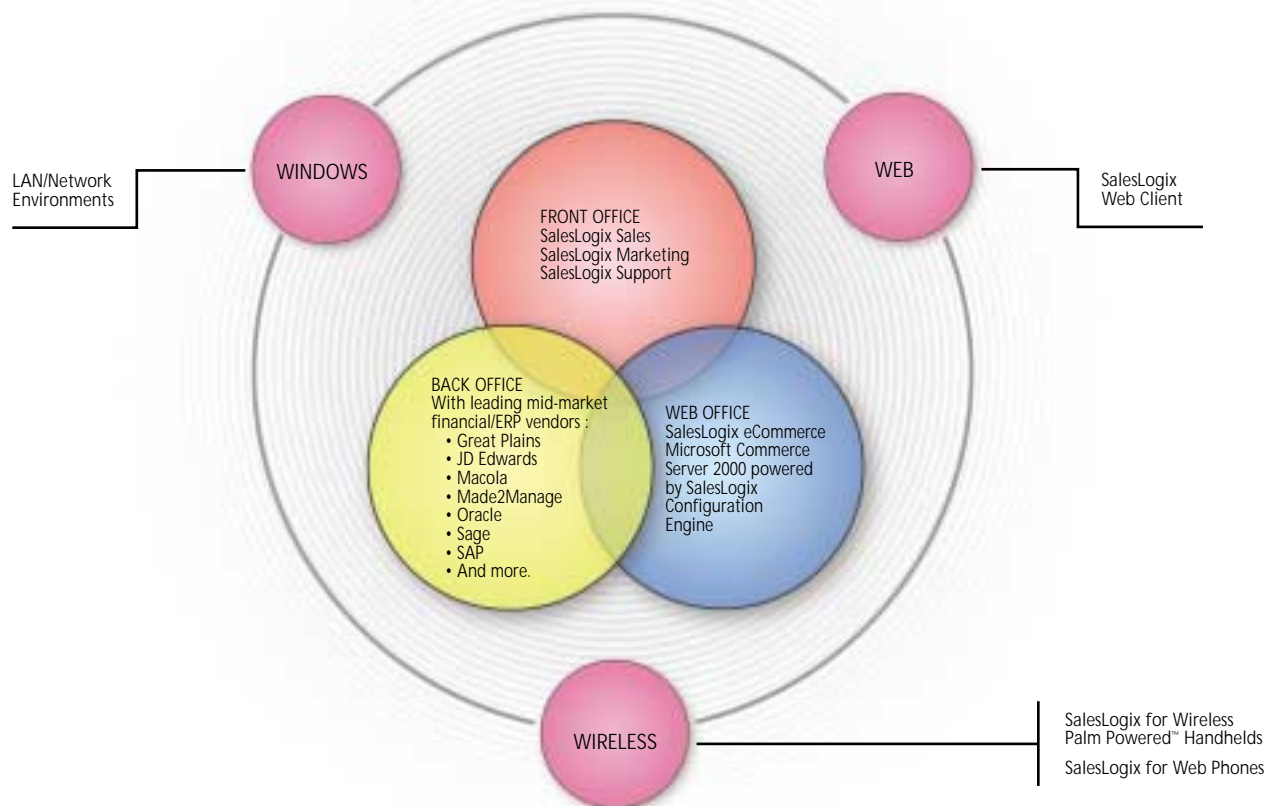 WINDOWS
WEB
LAN/Network
Environments
SalesLogix
Web Client
FRONT OFFICE
SalesLogix Sales
SalesLogix Marketing
SalesLogix Support
BACK OFFICE
With leading mid-market
financial/ERP vendors :
• Great Plains
• JD Edwards
• Macola
• Made2Manage
• Oracle
• Sage
• SAP
• And more.
WEB OFFICE
SalesLogix eCommerce
Microsoft Commerce
Server 2000 powered
by SalesLogix
Configuration
Engine
WIRELESS
SalesLogix for Wireless
Palm Powered™ Handhelds
SalesLogix for Web Phones